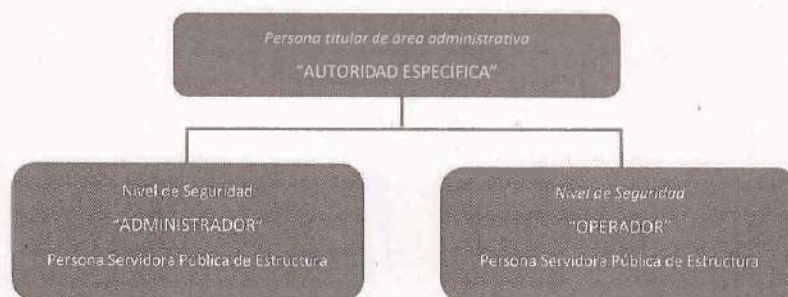 Persona titular de área administrativa
"AUTORIDAD ESPECÍFICA"
Nivel de Seguridad
"ADMINISTRADOR"
Persona Servidora Pública de Estructura
Nivel de Seguridad
"OPERADOR"
Persona Servidora Pública de Estructura